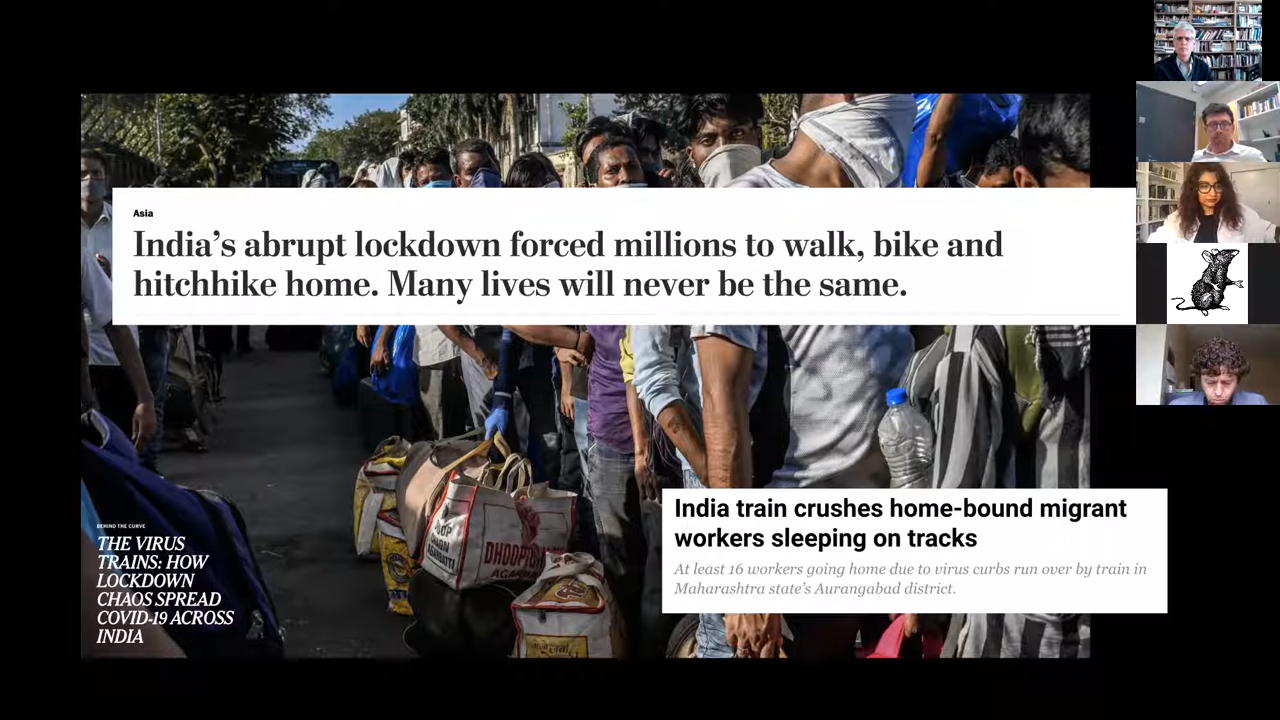 Asia
India's abrupt lockdown forced millions to walk, bike and
hitchhike home. Many lives will never be the same.
BEHIND THE CURVE
THE VIRUS
TRAINS: HOW
LOCKDOWN
CHAOS SPREAD
COVID-19 ACROSS
INDIA
DHOOP
AGARBATTI
India train crushes home-bound migrant
workers sleeping on tracks
At least 16 workers going home due to virus curbs run over by train in
Maharashtra state's Aurangabad district.